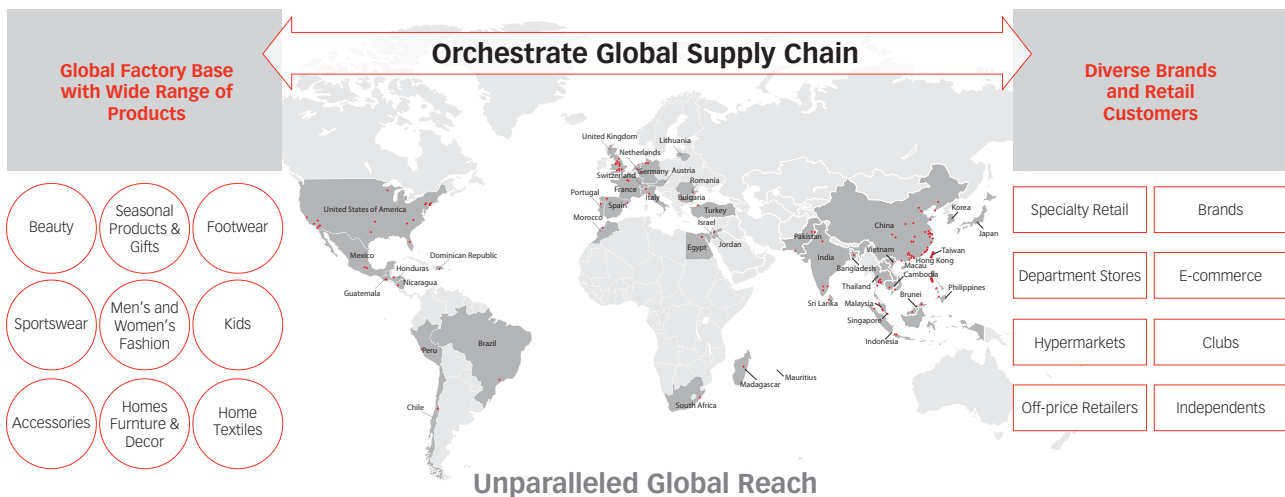 Orchestrate Global Supply Chain
Global Factory Base
with Wide Range of
Products
Diverse Brands
and Retail
Customers
Beauty
Seasonal
Products &
Gifts
Footwear
Sportswear
Men's and
Women's
Fashion
Kids
Accessories
Homes
Furnture &
Decor
Home
Textiles
United Kingdom
Lithuania
Netherlands
Germany
Austria
Switzerland
Romania
France
Portugal
Italy
Bulgaria
Spain
Turkey
Morocco
Israel
Jordan
Egypt
United States of America
Mexico
Dominican Republic
Honduras
Guatemala
Nicaragua
Brazil
Peru
Chile
South Africa
Madagascar
Mauritius
Korea
China
Japan
Pakistan
India
Vietnam
Taiwan
Hong Kong
Macau
Bangladesh
Cambodia
Thailand
Philippines
Brunei
Sri Lanka
Malaysia
Singapore
Indonesia
Specialty Retail
Brands
Department Stores
E-commerce
Hypermarkets
Clubs
Off-price Retailers
Independents
Unparalleled Global Reach